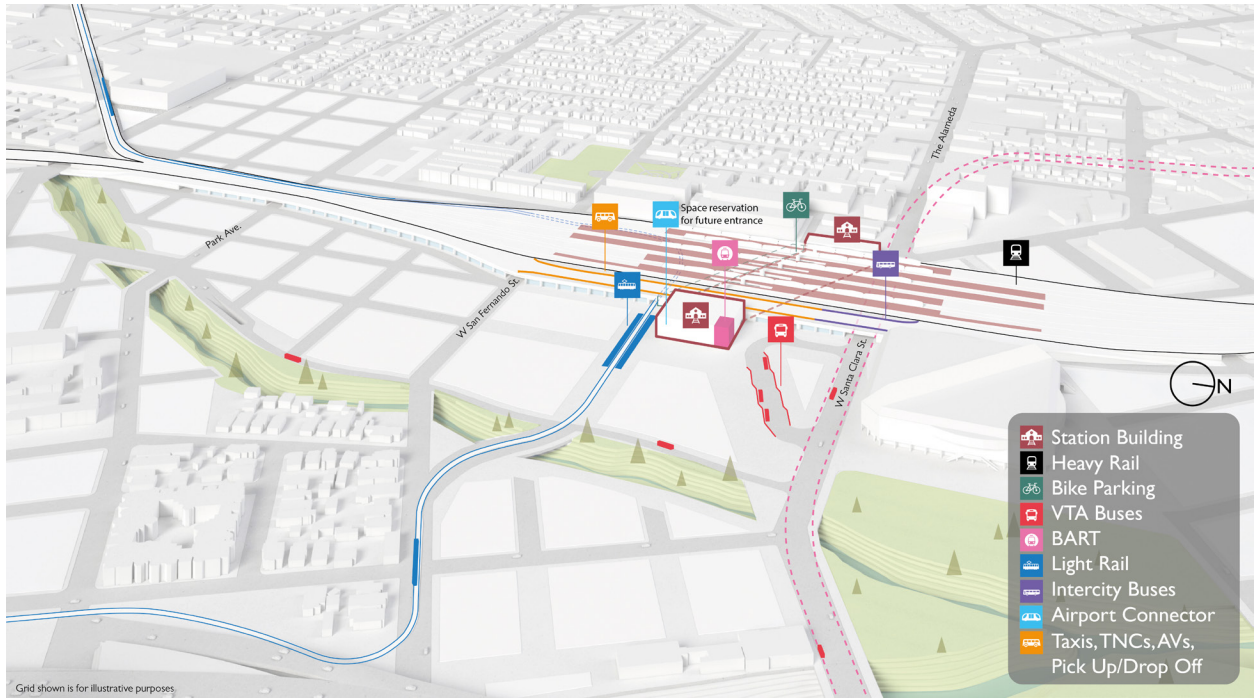 The Alameda
Space reservation
for future entrance
Park Ave.
W San Fernando St.
W Santa Clara St.
N
Station Building
Heavy Rail
Bike Parking
VTA Buses
BART
Light Rail
Intercity Buses
Airport Connector
Taxis, TNCs, AVs,
Pick Up/Drop Off
Grid shown is for illustrative purposes